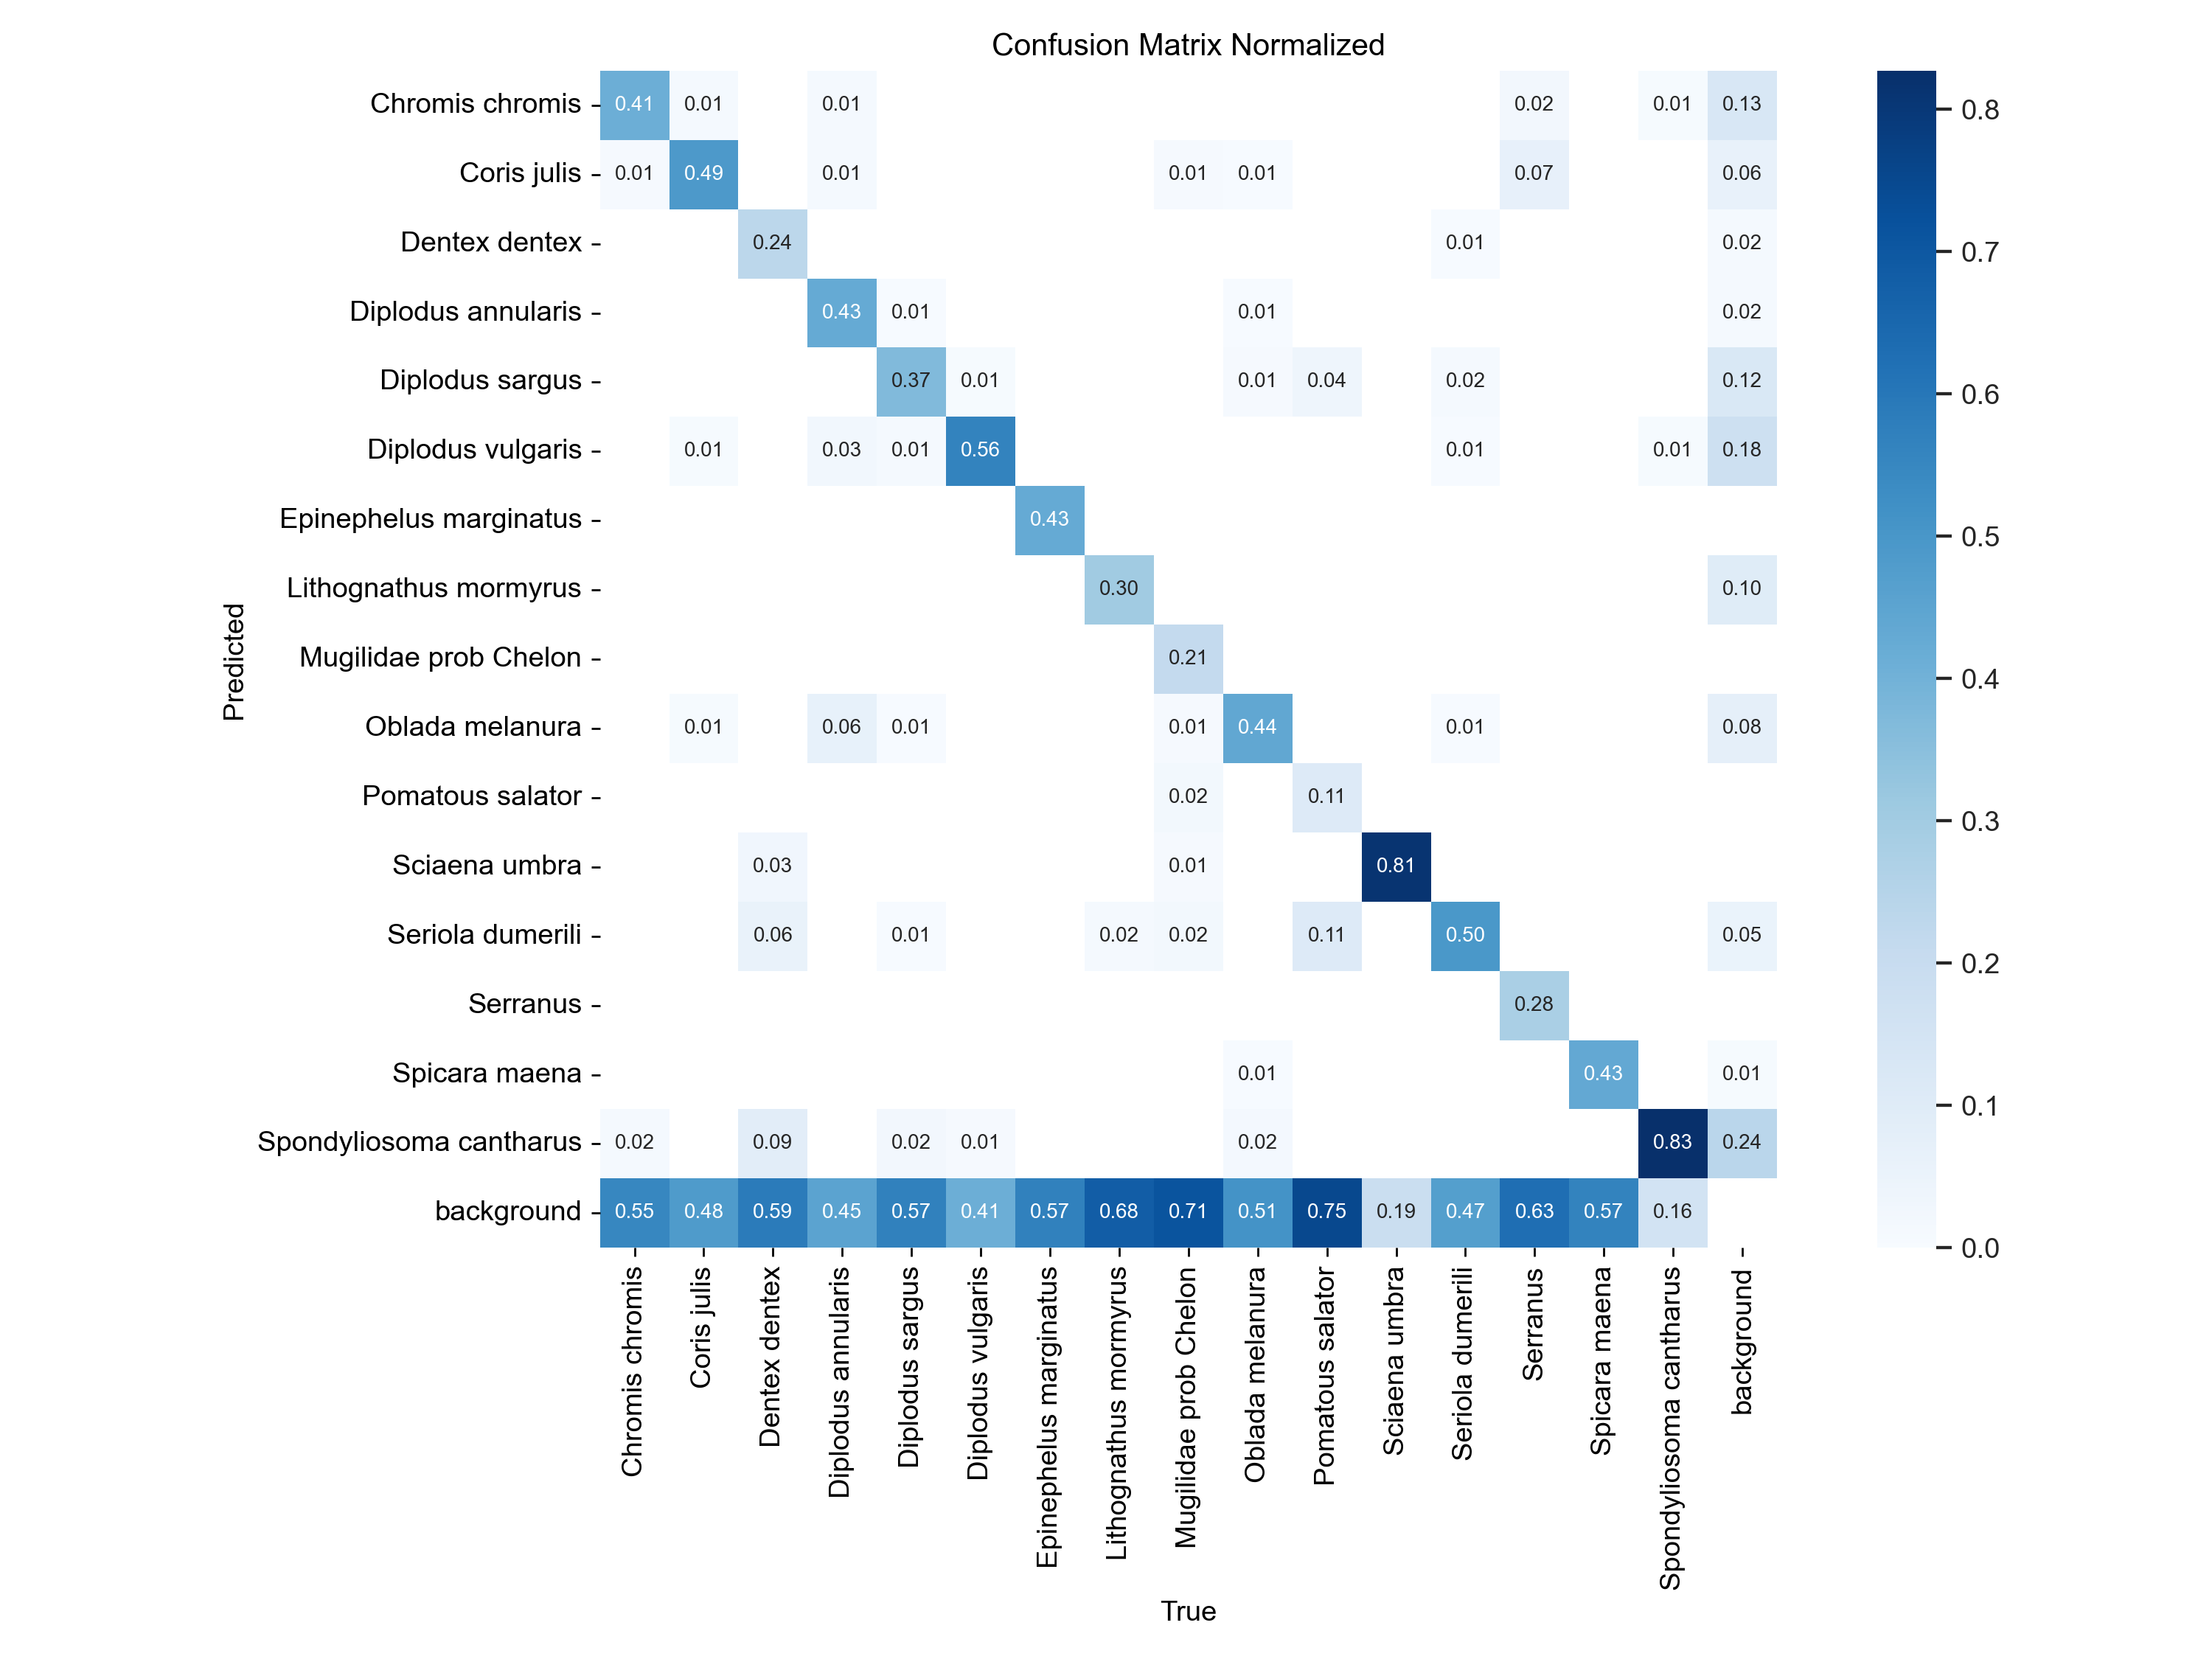 Confusion Matrix Normalized
Chromis chromis 0.41 0.01 0.01 0.02 0.01 0.13
Coris julis 0.01 0.49 0.01 0.01 0.01 0.07 0.06
Dentex dentex 0.24 0.01 0.02
Diplodus annularis 0.43 0.01 0.01 0.02
Diplodus sargus 0.37 0.01 0.01 0.04 0.02 0.12
Diplodus vulgaris 0.01 0.03 0.01 0.56 0.01 0.01 0.18
Epinephelus marginatus 0.43
Lithognathus mormyrus 0.30 0.10
Mugilidae prob Chelon 0.21
Oblada melanura 0.01 0.06 0.01 0.01 0.44 0.01 0.08
Pomatous salator 0.02 0.11
Sciaena umbra 0.03 0.01 0.81
Seriola dumerili 0.06 0.01 0.02 0.02 0.11 0.50 0.05
Serranus 0.28
Spicara maena 0.01 0.43 0.01
Spondyliosoma cantharus 0.02 0.09 0.02 0.01 0.02 0.83 0.24
background 0.55 0.48 0.59 0.45 0.57 0.41 0.57 0.68 0.71 0.51 0.75 0.19 0.47 0.63 0.57 0.16
Predicted
Chromis chromis
Coris julis
Dentex dentex
Diplodus annularis
Diplodus sargus
Diplodus vulgaris
Epinephelus marginatus
Lithognathus mormyrus
Mugilidae prob Chelon
Oblada melanura
Pomatous salator
Sciaena umbra
Seriola dumerili
Serranus
Spicara maena
Spondyliosoma cantharus
background
True
0.8
0.7
0.6
0.5
0.4
0.3
0.2
0.1
0.0